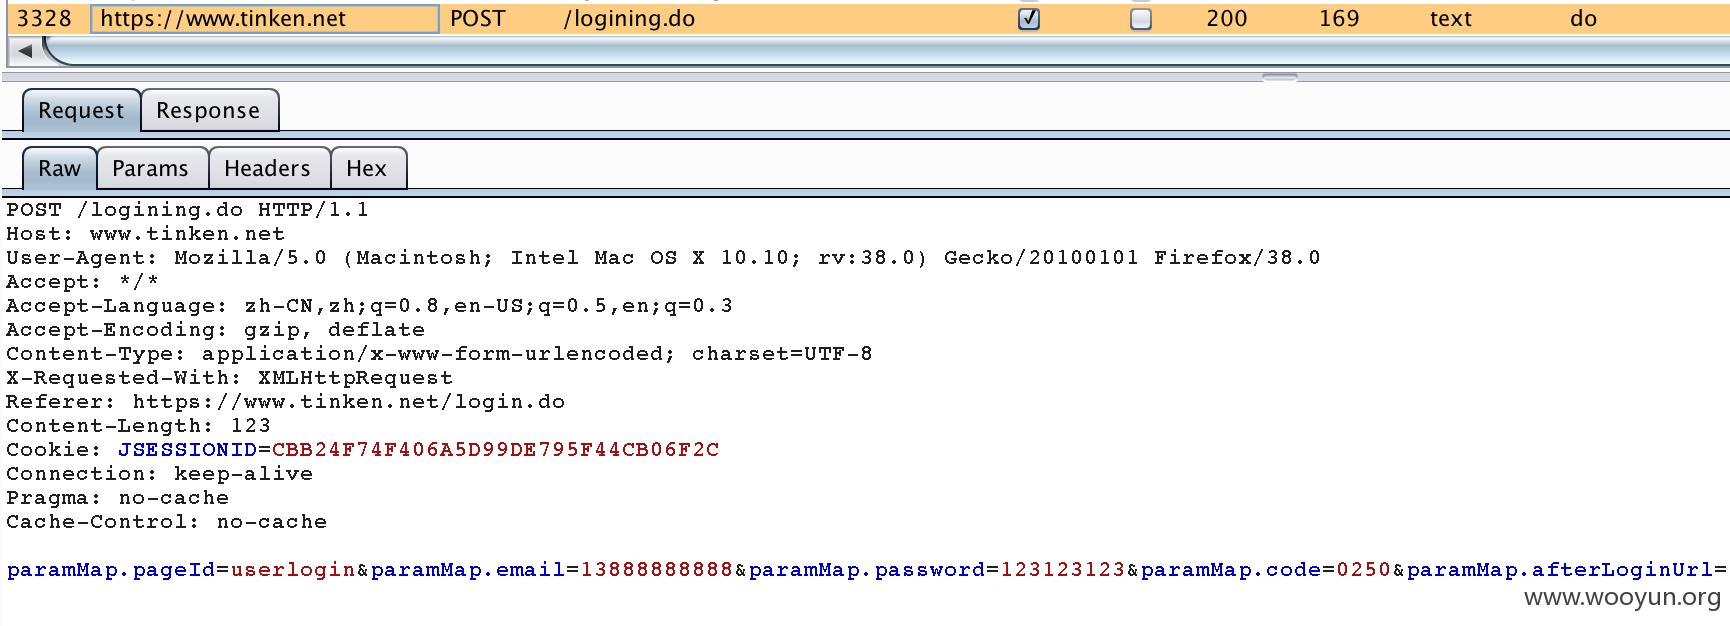 3328 https://www.tinken.net POST /logining.do 200 169 text do
Request Response
Raw Params Headers Hex
POST /logining.do HTTP/1.1
Host: www.tinken.net
User-Agent: Mozilla/5.0 (Macintosh; Intel Mac OS X 10.10; rv:38.0) Gecko/20100101 Firefox/38.0
Accept: */*
Accept-Language: zh-CN,zh;q=0.8,en-US;q=0.5,en;q=0.3
Accept-Encoding: gzip, deflate
Content-Type: application/x-www-form-urlencoded; charset=UTF-8
X-Requested-With: XMLHttpRequest
Referer: https://www.tinken.net/login.do
Content-Length: 123
Cookie: JSESSIONID=CBB24F74F406A5D99DE795F44CB06F2C
Connection: keep-alive
Pragma: no-cache
Cache-Control: no-cache
paramMap.pageId=userlogin&paramMap.email=13888888888&paramMap.password=123123123&paramMap.code=0250&paramMap.afterLoginUrl=
www.wooyun.org